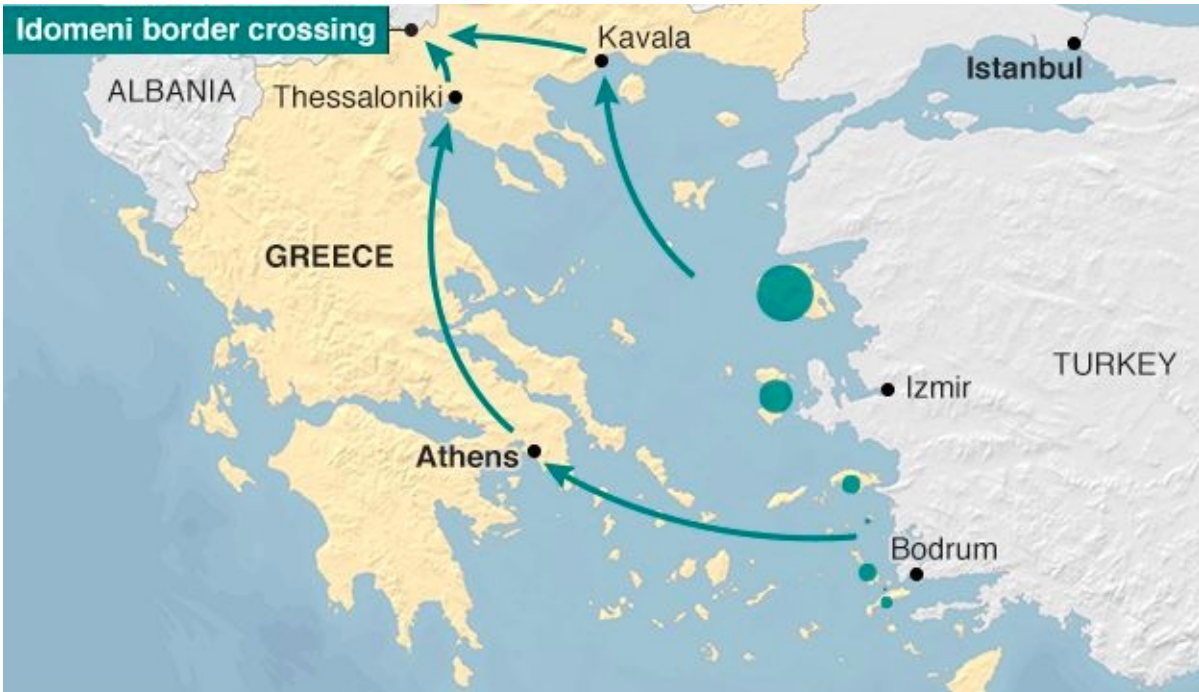 Idomeni border crossing
Kavala
Istanbul
ALBANIA
Thessaloniki
GREECE
TURKEY
Izmir
Athens
Bodrum